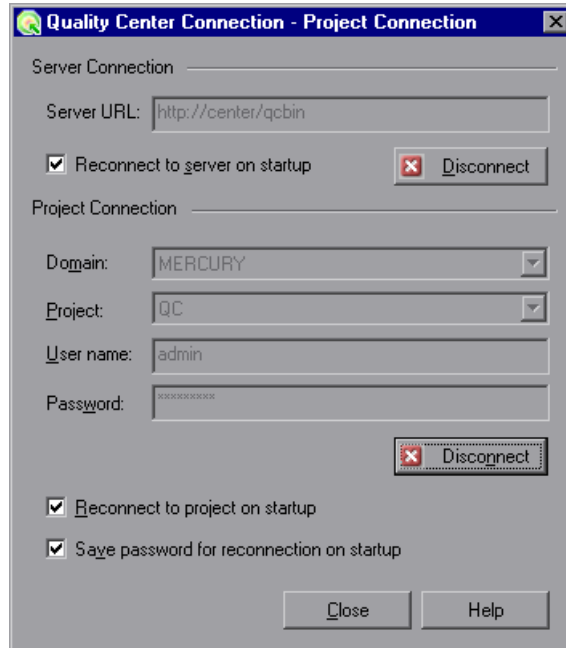 Quality Center Connection - Project Connection
Server Connection
Server URL: http://center/qcbin
Reconnect to server on startup Disconnect
Project Connection
Domain: MERCURY
Project: QC
User name: admin
Password: *********
Disconnect
Reconnect to project on startup
Save password for reconnection on startup
Close Help